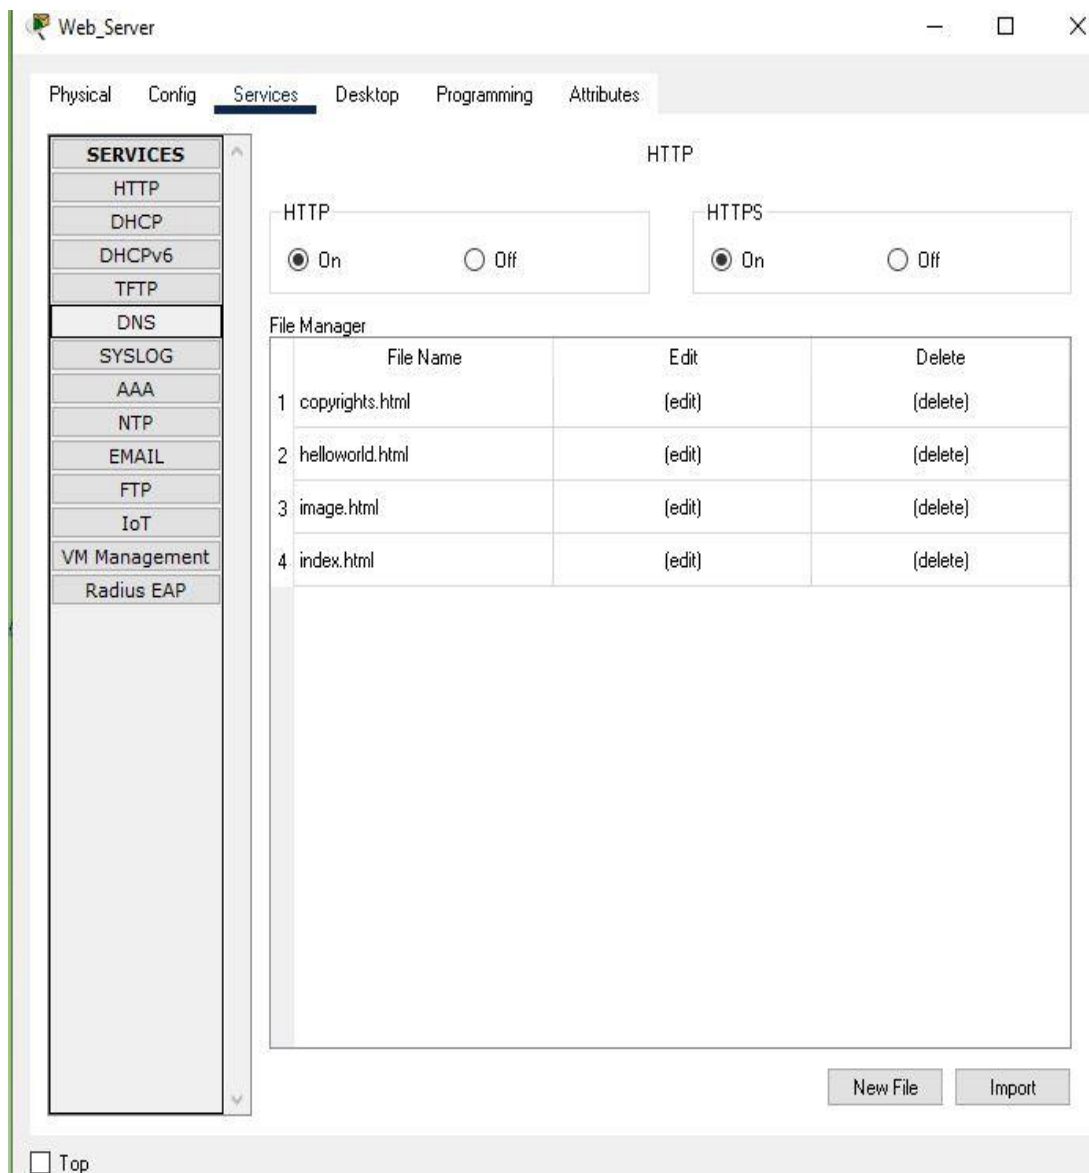 Web_Server
Physical Config Services Desktop Programming Attributes
SERVICES
HTTP
DHCP
DHCPv6
TFTP
DNS
SYSLOG
AAA
NTP
EMAIL
FTP
IoT
VM Management
Radius EAP
HTTP
HTTP
On Off
HTTPS
On Off
File Manager
File Name Edit Delete
1 copyrights.html (edit) (delete)
2 helloworld.html (edit) (delete)
3 image.html (edit) (delete)
4 index.html (edit) (delete)
New File Import
Top